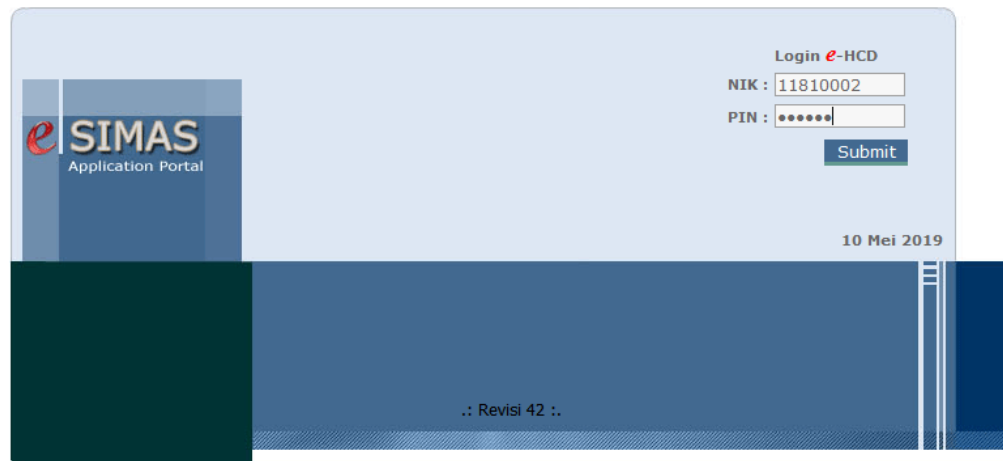 Login e-HCD
NIK : 11810002
PIN : ••••••
Submit
e SIMAS
Application Portal
10 Mei 2019
.: Revisi 42 :.